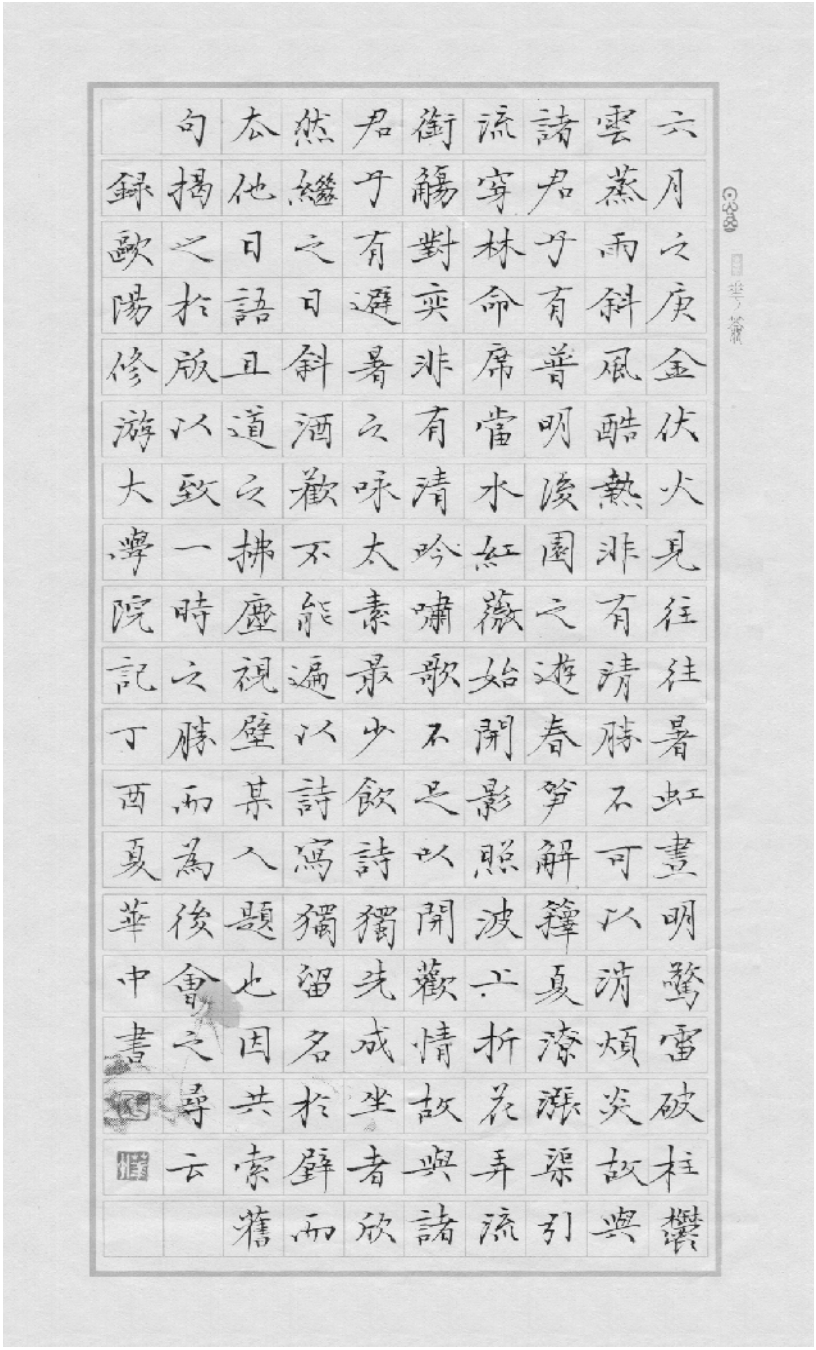 六月之庚金伏火見往往暑虹晝明驚雷破柱鬱
雲蒸雨斜風酷熱非有清勝不可以消煩炎故與
諸君子有普明後園之遊春筍解籜夏潦漲渠引
流穿林命席當水紅薇始開影照波上折花弄流
銜觴對奕非有清吟嘯歌不足以開歡情故與諸
君子有避暑之咏太素最少飲詩獨先成坐者欣
然繼之日斜酒歡不能遍以詩寫獨留名於壁而
去他日語且道之拂塵視壁某人題也因共索舊
句揭之於版以致一時之勝而為後會之尋云
録歐陽修游大學院記丁酉夏華中書